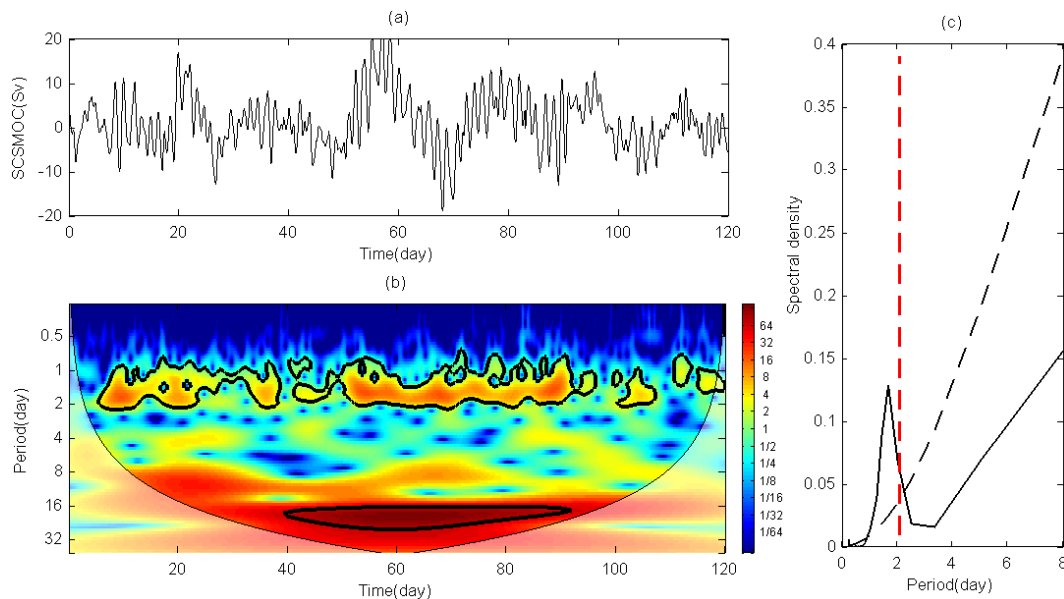 (a)
20
10
0
-10
-20
SCSMOC(Sv)
0 20 40 60 80 100 120
Time(day)
(b)
0.5
1
2
4
8
16
32
Period(day)
20 40 60 80 100 120
Time(day)
64
32
16
8
4
2
1
1/2
1/4
1/8
1/16
1/32
1/64
(c)
0.4
0.35
0.3
0.25
0.2
0.15
0.1
0.05
0
Spectral density
0 2 4 6 8
Period(day)